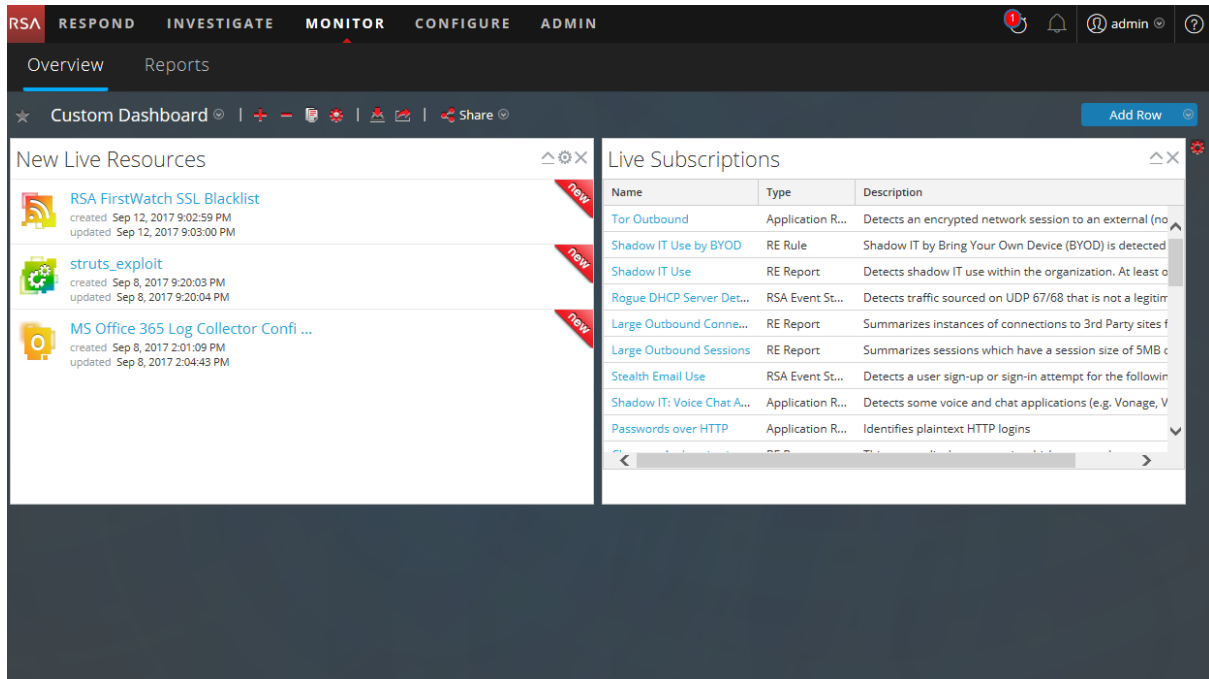 RSA RESPOND INVESTIGATE MONITOR CONFIGURE ADMIN 1 admin ?
Overview Reports
Custom Dashboard Share Add Row
New Live Resources
RSA FirstWatch SSL Blacklist
created Sep 12, 2017 9:02:59 PM
updated Sep 12, 2017 9:03:00 PM
new
struts_exploit
created Sep 8, 2017 9:20:03 PM
updated Sep 8, 2017 9:20:04 PM
new
MS Office 365 Log Collector Confi ...
created Sep 8, 2017 2:01:09 PM
updated Sep 8, 2017 2:04:43 PM
new
Live Subscriptions
Name Type Description
Tor Outbound Application R... Detects an encrypted network session to an external (no
Shadow IT Use by BYOD RE Rule Shadow IT by Bring Your Own Device (BYOD) is detected
Shadow IT Use RE Report Detects shadow IT use within the organization. At least o
Rogue DHCP Server Det... RSA Event St... Detects traffic sourced on UDP 67/68 that is not a legitim
Large Outbound Conne... RE Report Summarizes instances of connections to 3rd Party sites f
Large Outbound Sessions RE Report Summarizes sessions which have a session size of 5MB
Stealth Email Use RSA Event St... Detects a user sign-up or sign-in attempt for the followin
Shadow IT: Voice Chat A... Application R... Detects some voice and chat applications (e.g. Vonage, V
Passwords over HTTP Application R... Identifies plaintext HTTP logins